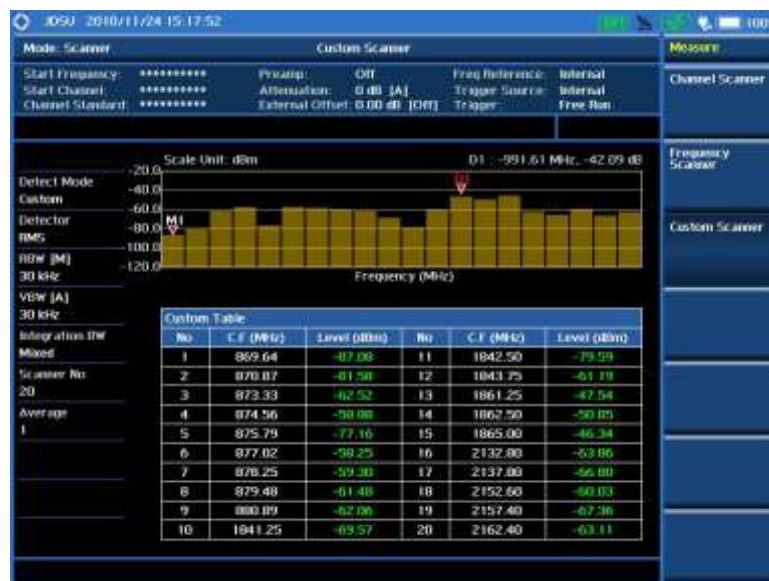 JDSU 2010/11/24 15:17:52
100
Mode: Scanner Custom Scanner Measure
Start Frequency: ********** Preamp: Off Freq Reference: Internal
Start Channel: ********** Attenuation: 0 dB [A] Trigger Source: Internal
Channel Standard: ********** External Offset: 0.00 dB [Off] Trigger: Free Run
Channel Scanner
Frequency Scanner
Custom Scanner
Scale Unit: dBm D1 : -991.61 MHz, -42.89 dB
-20.0
-40.0
-60.0
-80.0
-100.0
-120.0
M1
Frequency (MHz)
Detect Mode
Custom
Detector
RMS
RBW [M]
30 kHz
VBW [A]
30 kHz
Integration BW
Mixed
Scanner No
20
Average
1
Custom Table
No C.F (MHz) Level (dBm) No C.F (MHz) Level (dBm)
1 869.64 -87.08 11 1842.50 -79.59
2 870.87 -81.58 12 1843.75 -61.19
3 873.33 -62.52 13 1861.25 -47.54
4 874.56 14 1862.50 -50.85
5 875.79 -77.16 15 1865.00 -46.34
6 877.02 -58.25 16 2132.80 -63.86
7 878.25 -59.30 17 2137.80 -66.80
8 879.48 -61.48 18 2152.60 -60.03
9 880.89 -62.06 19 2157.40 -67.36
10 1841.25 -69.57 20 2162.40 -63.11